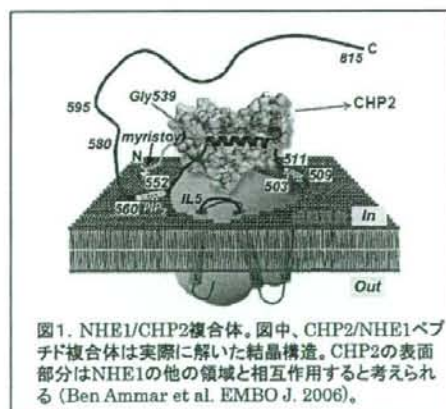 Gly539
815
C
595
CHP2
580
myristoyl
N
511
552
503
509
560
IL5
In
Out
図1. NHE1/CHP2複合体。図中、CHP2/NHE1ペプ
チド複合体は実際に解いた結晶構造。CHP2の表面
部分はNHE1の他の領域と相互作用すると考えられ
る (Ben Ammar et al. EMBO J. 2006)。